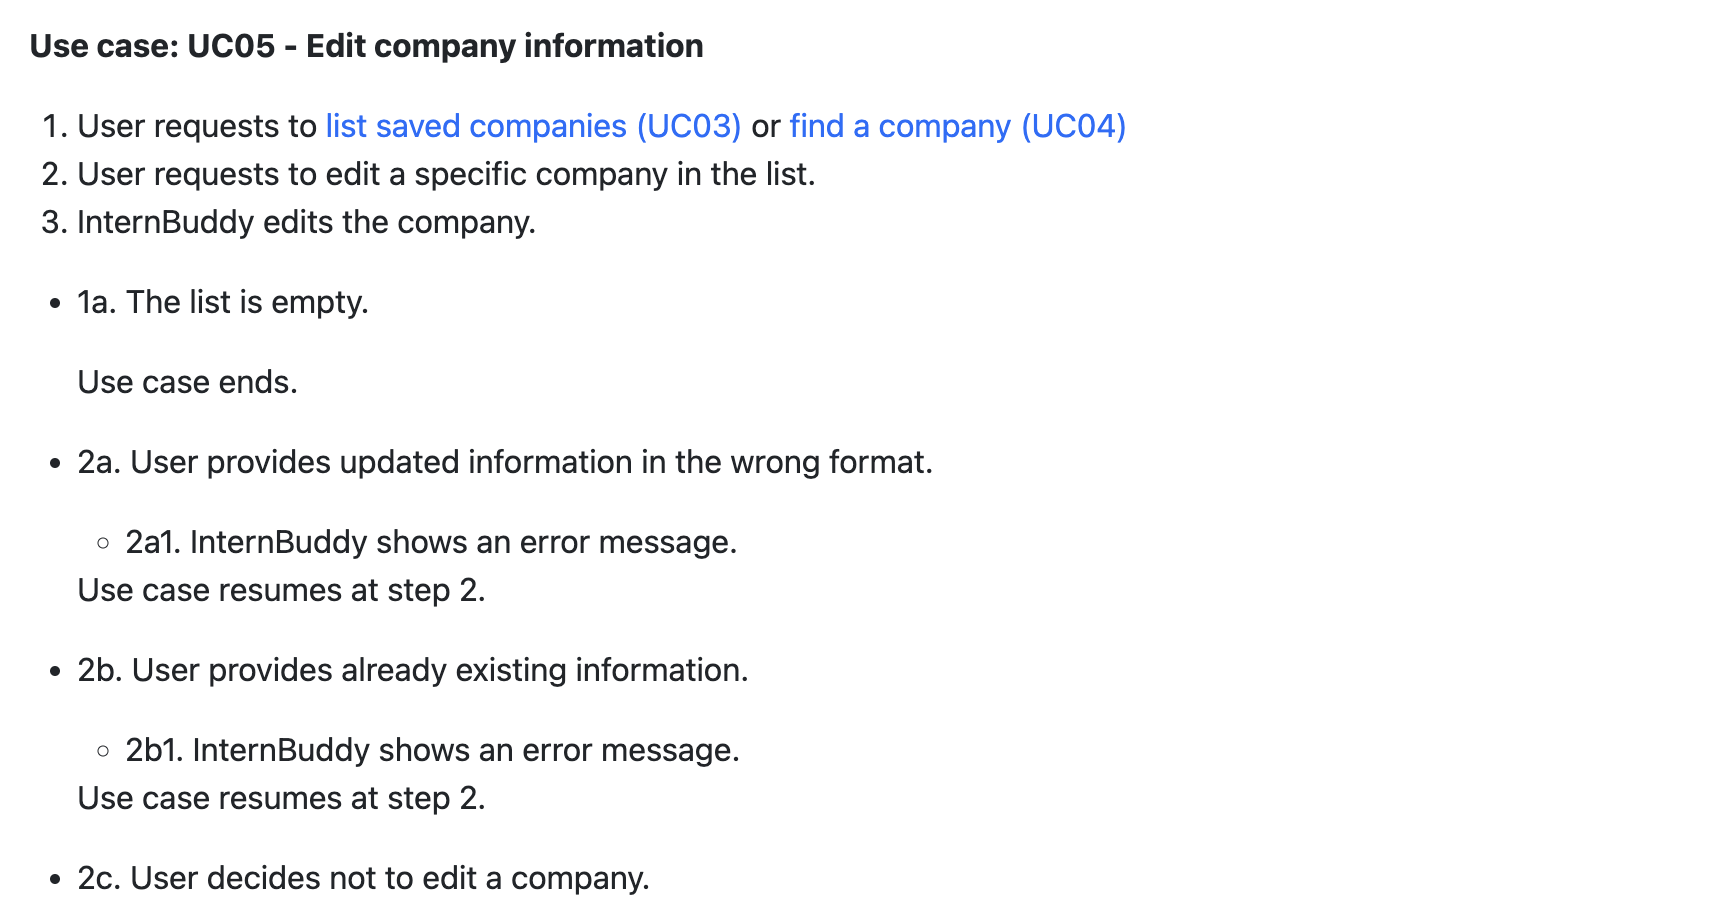 Use case: UC05 - Edit company information
1. User requests to list saved companies (UC03) or find a company (UC04)
2. User requests to edit a specific company in the list.
3. InternBuddy edits the company.
• 1a. The list is empty.
Use case ends.
• 2a. User provides updated information in the wrong format.
◦ 2a1. InternBuddy shows an error message.
Use case resumes at step 2.
• 2b. User provides already existing information.
◦ 2b1. InternBuddy shows an error message.
Use case resumes at step 2.
• 2c. User decides not to edit a company.